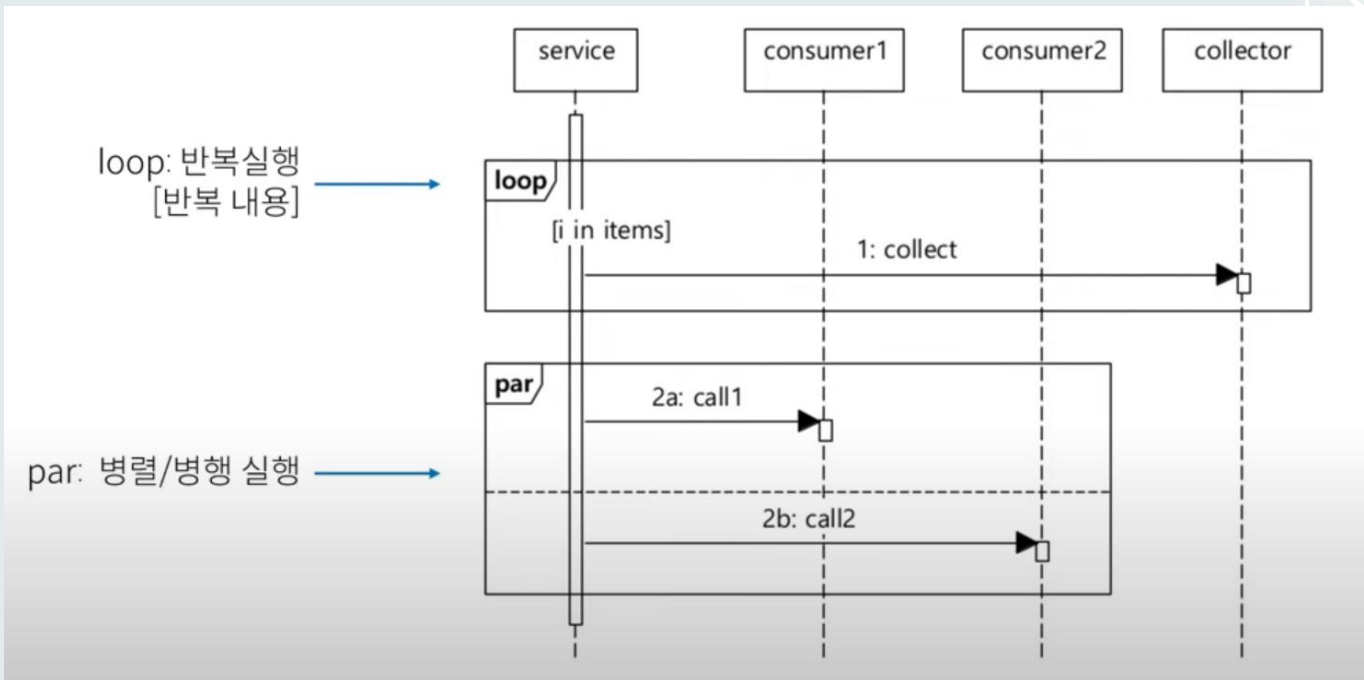 service
consumer1
consumer2
collector
loop: 반복실행
[반복 내용]
loop
[i in items]
1: collect
par
2a: call1
par: 병렬/병행 실행
2b: call2